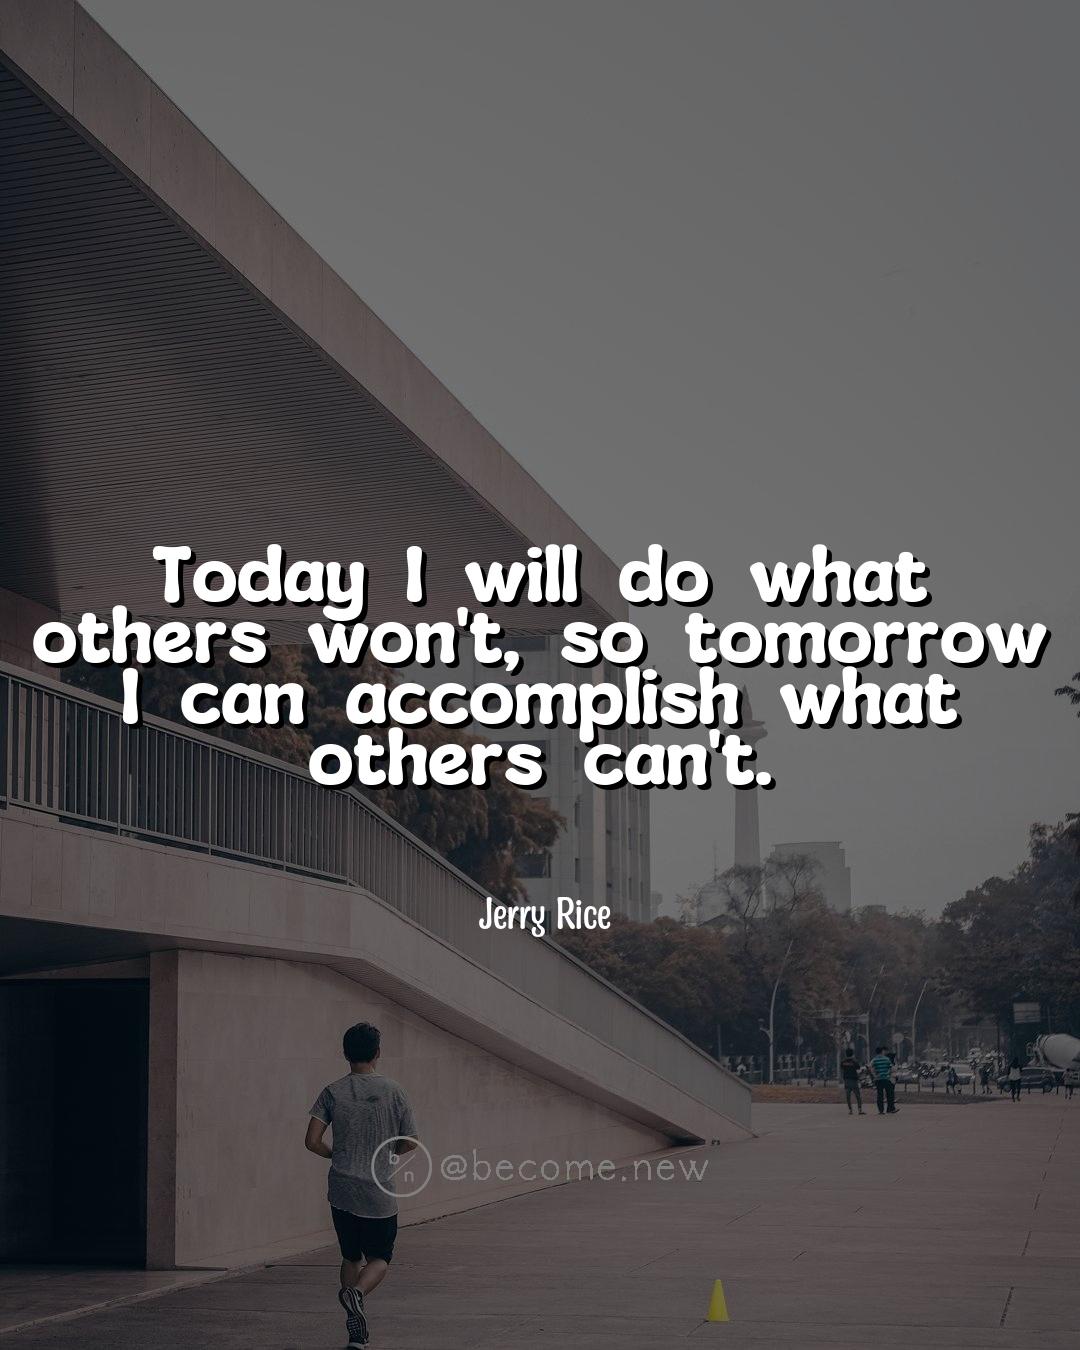 Today I will do what
others won't, so tomorrow
I can accomplish what
others can't.
Jerry Rice
b/n @become.new